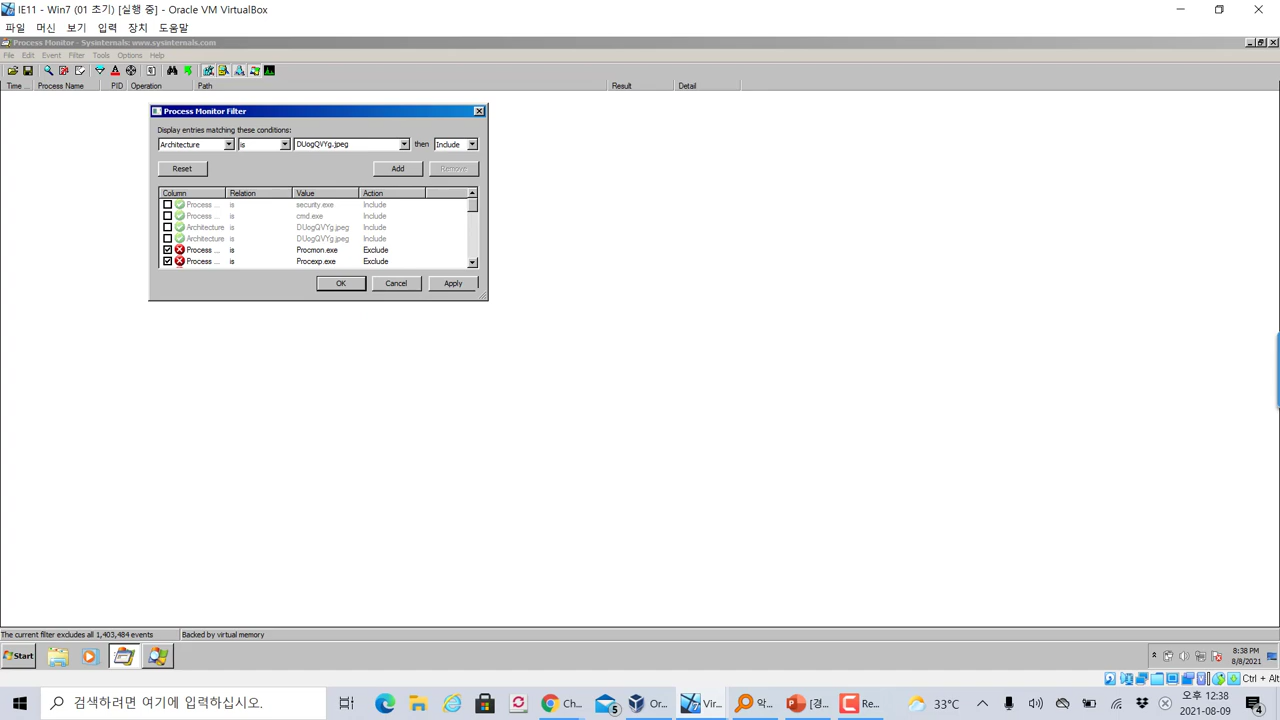 IE11 - Win7 (01 초기) [실행 중] - Oracle VM VirtualBox
파일 머신 보기 입력 장치 도움말
Process Monitor - Sysinternals: www.sysinternals.com
File Edit Event Filter Tools Options Help
Time ... Process Name PID Operation Path Result Detail
Process Monitor Filter
Display entries matching these conditions:
Architecture is DUogQVYg.jpeg then Include
Reset Add Remove
Column Relation Value Action
Process ... is security.exe Include
Process ... is cmd.exe Include
Architecture is DUogQVYg.jpeg Include
Architecture is DUogQVYg.jpeg Include
Process ... is Procmon.exe Exclude
Process ... is Procexp.exe Exclude
OK Cancel Apply
The current filter excludes all 1,403,484 events Backed by virtual memory
Start 8:38 PM
8/8/2021
Ctrl + Alt
검색하려면 여기에 입력하십시오. Ch... 5 Or... Vir... 악... [결... Re... 33℃ 오후 12:38
2021-08-09 4